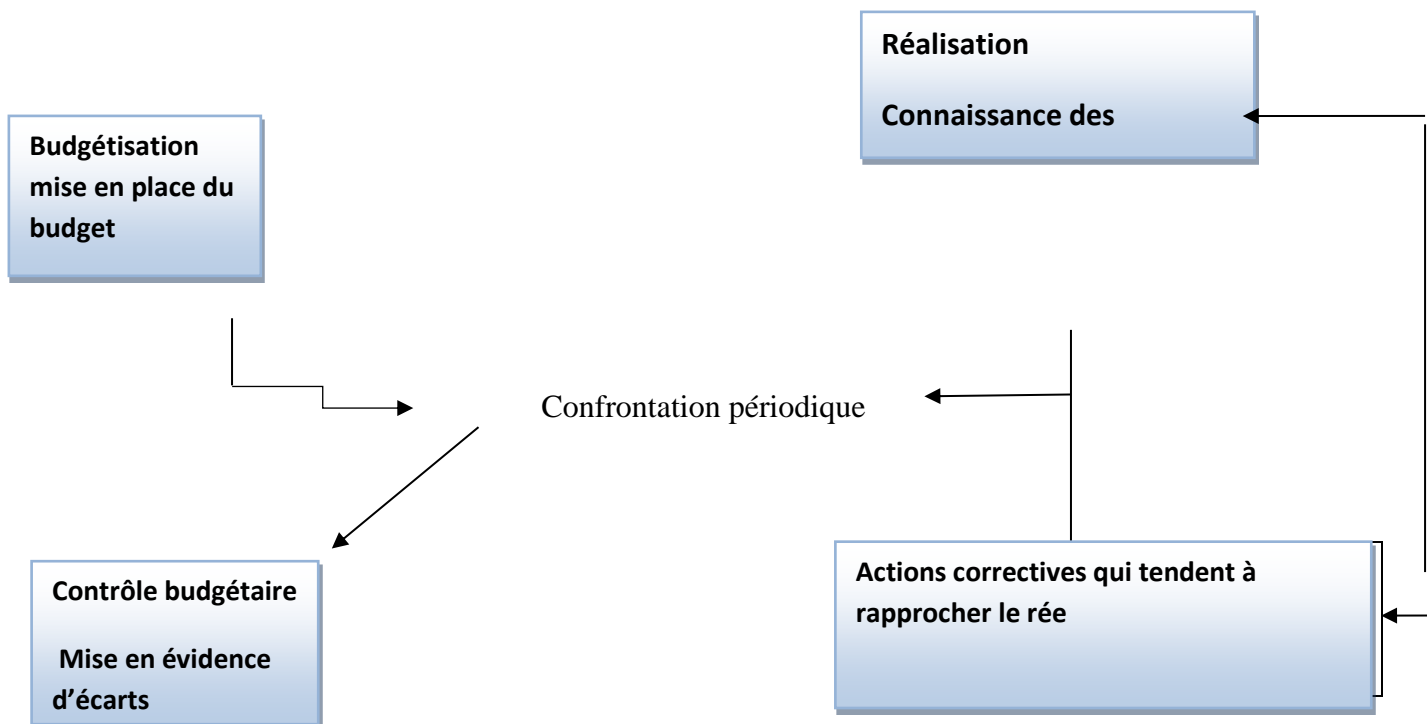 Réalisation
Connaissance des
Budgétisation
mise en place du
budget
Confrontation périodique
Contrôle budgétaire
Mise en évidence
d’écarts
Actions correctives qui tendent à
rapprocher le rée